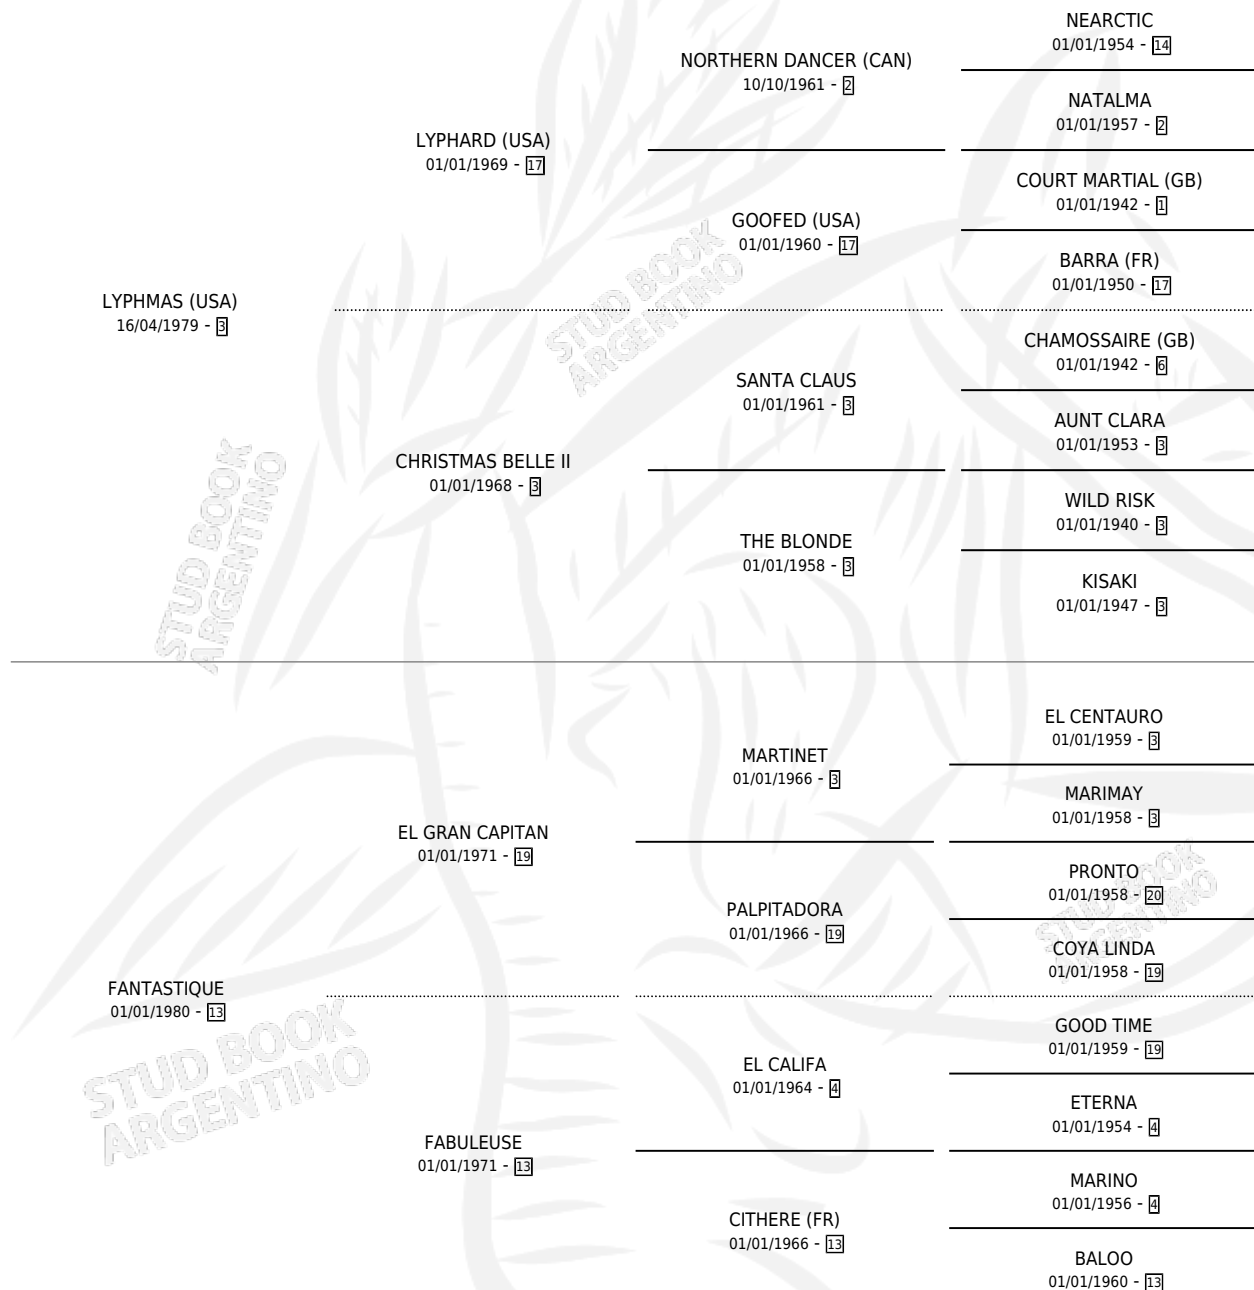 NEARCTIC
01/01/1954 - 14
NORTHERN DANCER (CAN)
10/10/1961 - 2
NATALMA
01/01/1957 - 2
LYPHARD (USA)
01/01/1969 - 17
COURT MARTIAL (GB)
01/01/1942 - 1
GOOFED (USA)
01/01/1960 - 17
BARRA (FR)
01/01/1950 - 17
LYPHMAS (USA)
16/04/1979 - 3
CHAMOSSAIRE (GB)
01/01/1942 - 6
SANTA CLAUS
01/01/1961 - 3
AUNT CLARA
01/01/1953 - 3
CHRISTMAS BELLE II
01/01/1968 - 3
WILD RISK
01/01/1940 - 3
THE BLONDE
01/01/1958 - 3
KISAKI
01/01/1947 - 3
EL CENTAURO
01/01/1959 - 3
MARTINET
01/01/1966 - 3
MARIMAY
01/01/1958 - 3
EL GRAN CAPITAN
01/01/1971 - 19
PRONTO
01/01/1958 - 20
PALPITADORA
01/01/1966 - 19
COYA LINDA
01/01/1958 - 19
FANTASTIQUE
01/01/1980 - 13
GOOD TIME
01/01/1959 - 19
EL CALIFA
01/01/1964 - 4
ETERNA
01/01/1954 - 4
FABULEUSE
01/01/1971 - 13
MARINO
01/01/1956 - 4
CITHERE (FR)
01/01/1966 - 13
BALOO
01/01/1960 - 13
STUD BOOK
ARGENTINO
STUD BOOK
ARGENTINO
STUD BOOK
ARGENTINO
STUD BOOK
ARGENTINO